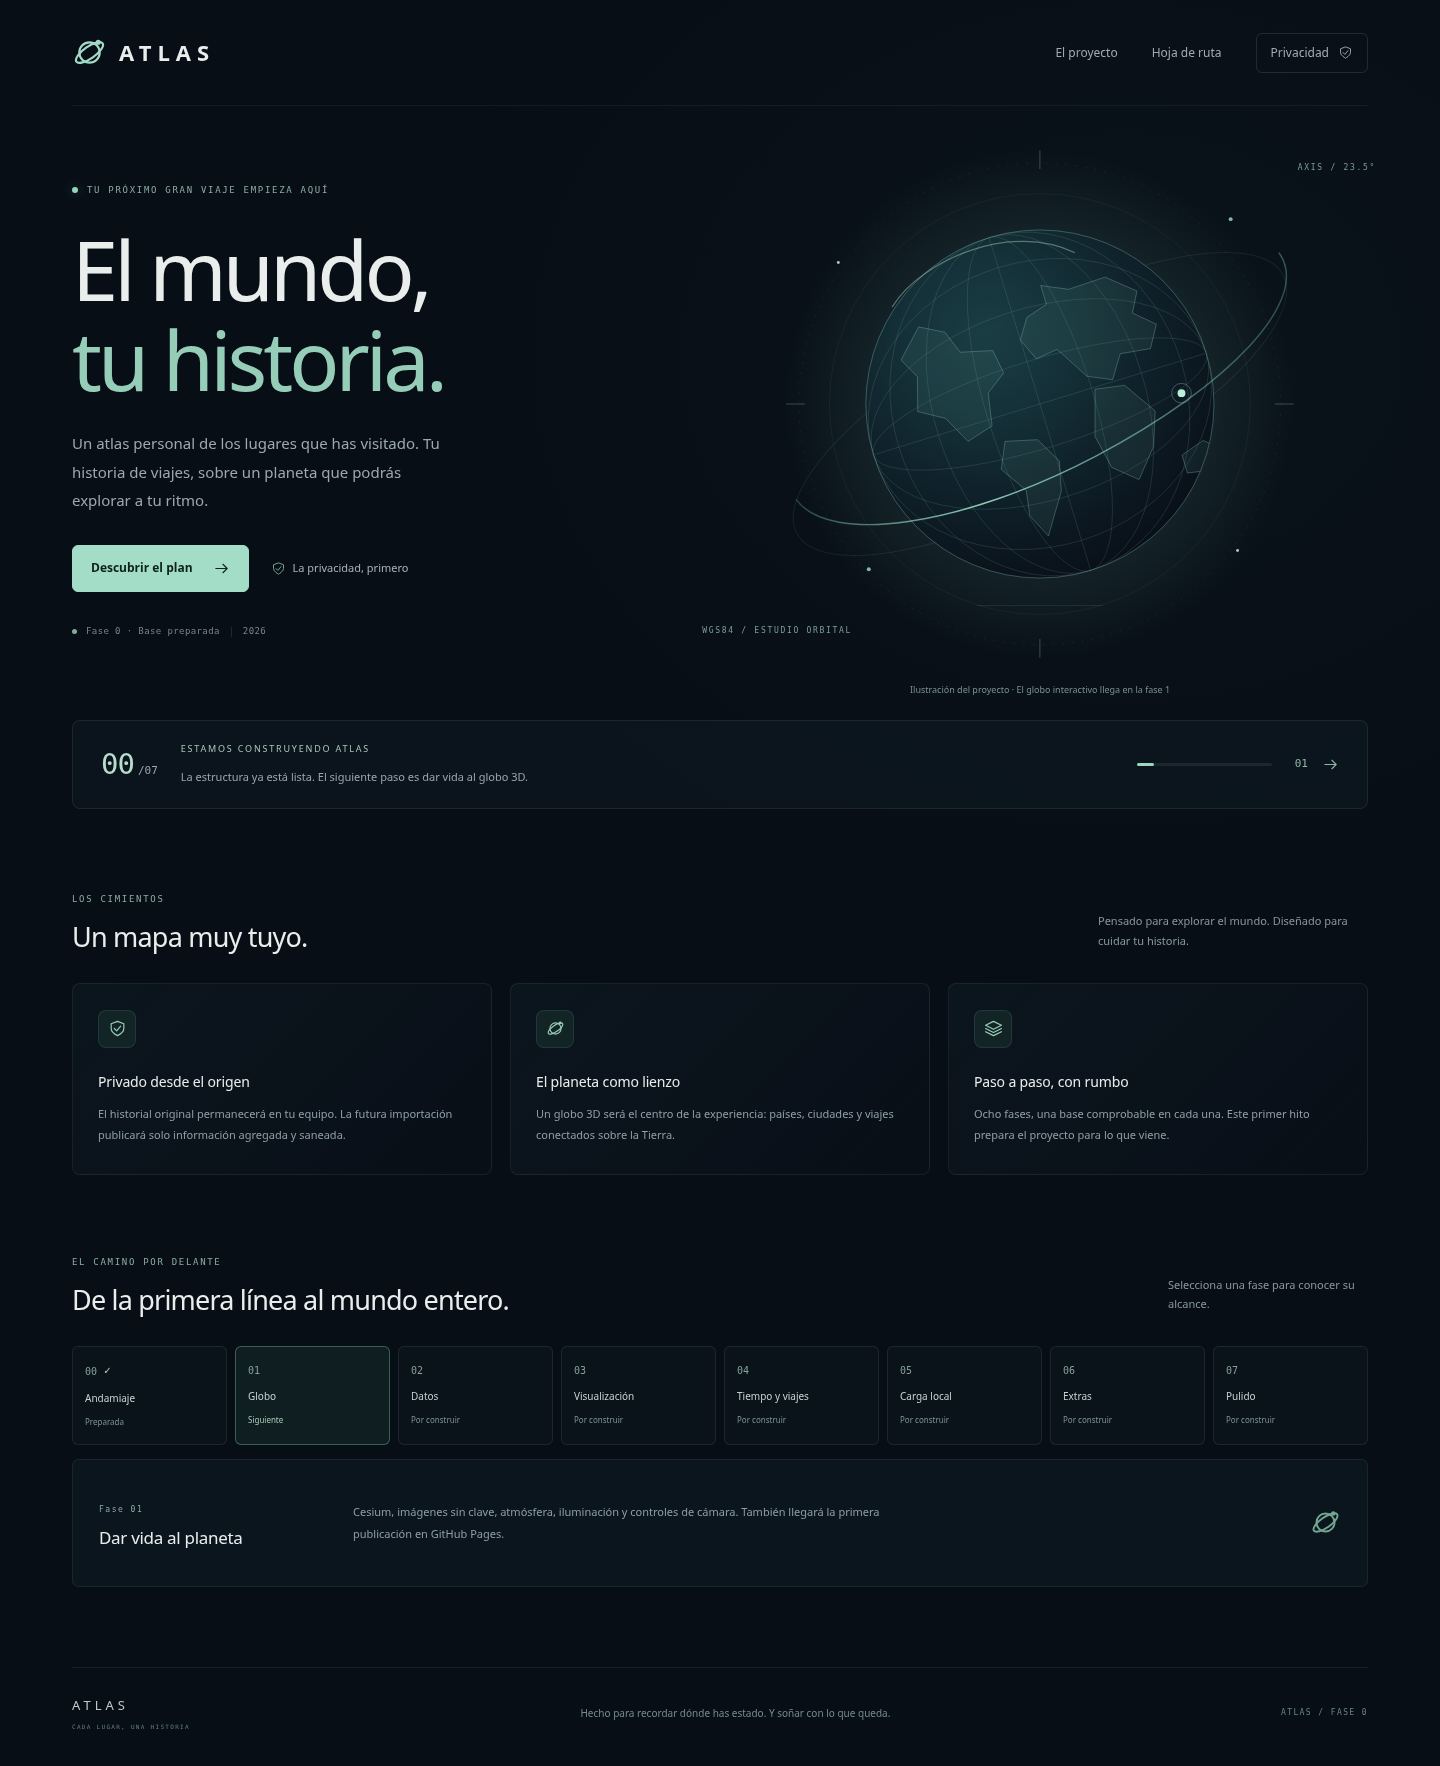 ATLAS
El proyecto
Hoja de ruta
Privacidad
AXIS / 23.5°
TU PRÓXIMO GRAN VIAJE EMPIEZA AQUÍ
El mundo,
tu historia.
Un atlas personal de los lugares que has visitado. Tu
historia de viajes, sobre un planeta que podrás
explorar a tu ritmo.
Descubrir el plan →
La privacidad, primero
Fase 0 · Base preparada | 2026
WGS84 / ESTUDIO ORBITAL
Ilustración del proyecto · El globo interactivo llega en la fase 1
00 /07
ESTAMOS CONSTRUYENDO ATLAS
La estructura ya está lista. El siguiente paso es dar vida al globo 3D.
01 →
LOS CIMIENTOS
Un mapa muy tuyo.
Pensado para explorar el mundo. Diseñado para
cuidar tu historia.
Privado desde el origen
El historial original permanecerá en tu equipo. La futura importación
publicará solo información agregada y saneada.
El planeta como lienzo
Un globo 3D será el centro de la experiencia: países, ciudades y viajes
conectados sobre la Tierra.
Paso a paso, con rumbo
Ocho fases, una base comprobable en cada una. Este primer hito
prepara el proyecto para lo que viene.
EL CAMINO POR DELANTE
De la primera línea al mundo entero.
Selecciona una fase para conocer su
alcance.
00 ✓
Andamiaje
Preparada
01
Globo
Siguiente
02
Datos
Por construir
03
Visualización
Por construir
04
Tiempo y viajes
Por construir
05
Carga local
Por construir
06
Extras
Por construir
07
Pulido
Por construir
Fase 01
Dar vida al planeta
Cesium, imágenes sin clave, atmósfera, iluminación y controles de cámara. También llegará la primera
publicación en GitHub Pages.
ATLAS
CADA LUGAR, UNA HISTORIA
Hecho para recordar dónde has estado. Y soñar con lo que queda.
ATLAS / FASE 0